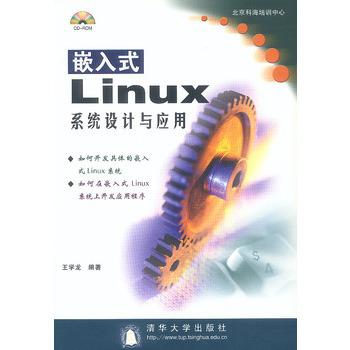 CD-ROM
北京科海培训中心
嵌入式
Linux
系统设计与应用
如何开发具体的嵌入
式Linux系统
如何在嵌入式Linux
系统上开发应用程序
王学龙 编著
清华大学出版社
http://www.tup.tsinghua.edu.cn